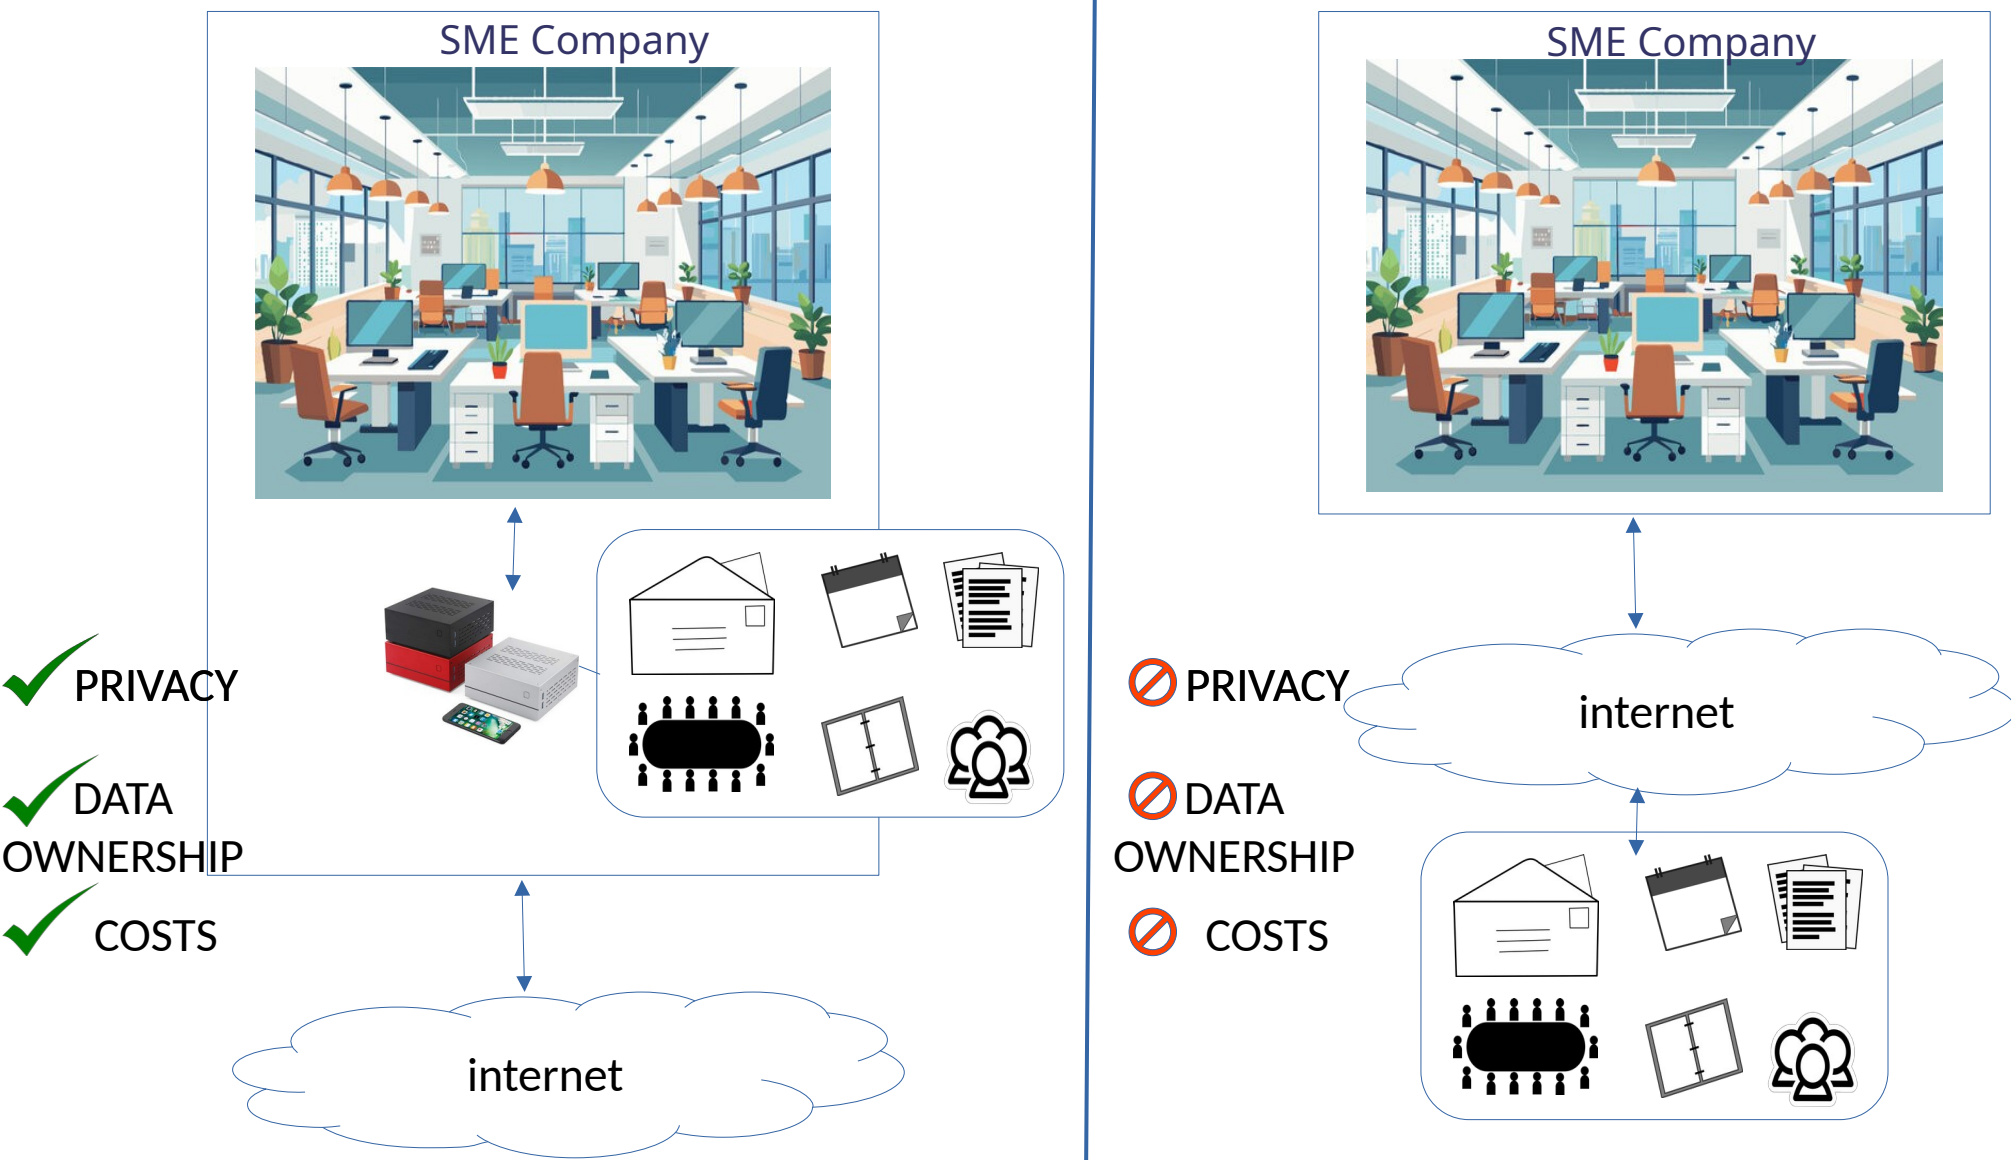 SME Company
PRIVACY
DATA
OWNERSHIP
COSTS
internet
SME Company
PRIVACY
DATA
OWNERSHIP
COSTS
internet